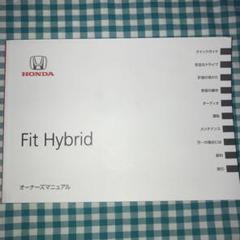 HONDA
Fit Hybrid
オーナーズマニュアル
クイックガイド
安全なドライブ
計器の見かた
各部の操作
オーディオ
運転
メンテナンス
万一の場合には
資料
索引